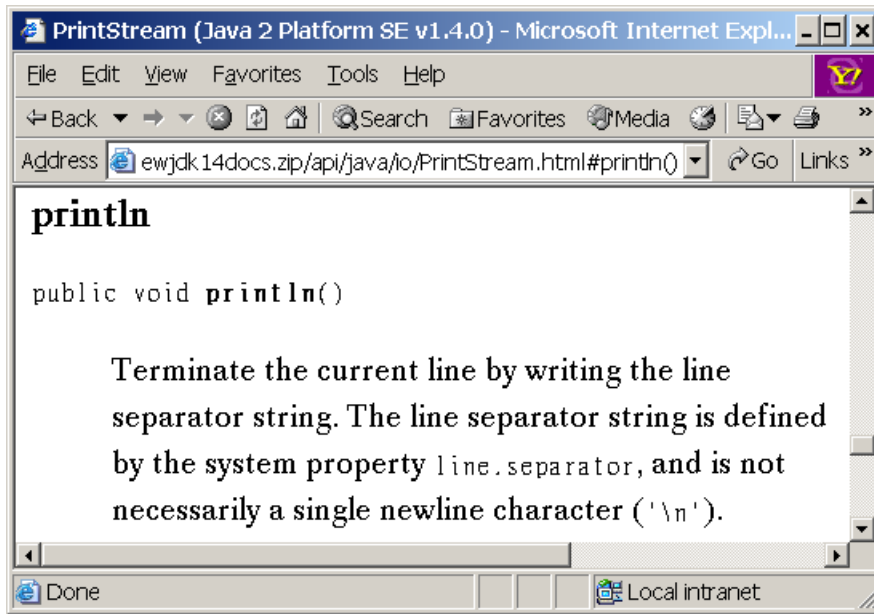 PrintStream (Java 2 Platform SE v1.4.0) - Microsoft Internet Expl...
File Edit View Favorites Tools Help
Back Search Favorites Media »
Address ewjdk14docs.zip/api/java/io/PrintStream.html#println() Go Links »
println
public void println()
Terminate the current line by writing the line
separator string. The line separator string is defined
by the system property line.separator, and is not
necessarily a single newline character ('\n').
Done Local intranet